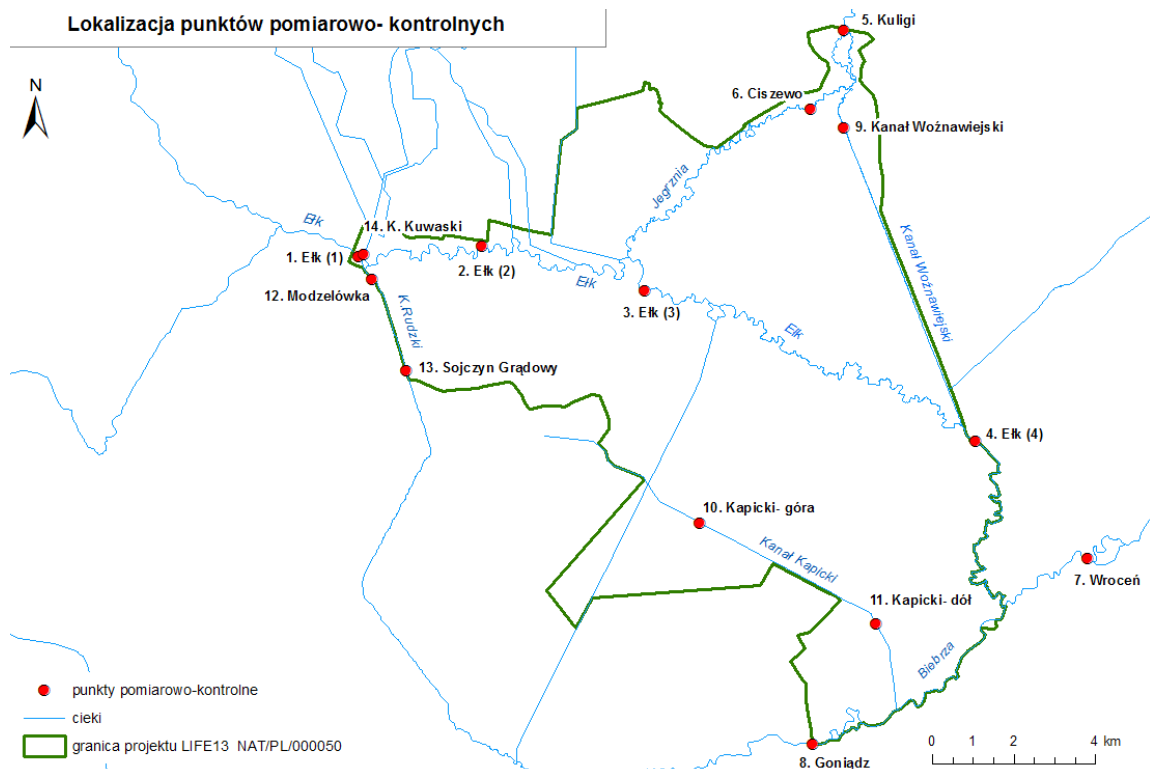 Lokalizacja punktów pomiarowo- kontrolnych
5. Kuligi
N
6. Ciszewo
9. Kanał Woźnawiejski
Jegrznia
Ełk
14. K. Kuwaski
1. Ełk (1)
2. Ełk (2)
Kanał Woźnawiejski
12. Modzelówka
Ełk
3. Ełk (3)
K.Rudzki
Ełk
13. Sojczyn Grądowy
4. Ełk (4)
10. Kapicki- góra
Kanał Kapicki
7. Wroceń
11. Kapicki- dół
Biebrza
punkty pomiarowo-kontrolne
cieki
granica projektu LIFE13 NAT/PL/000050
0 1 2 4 km
8. Goniądz